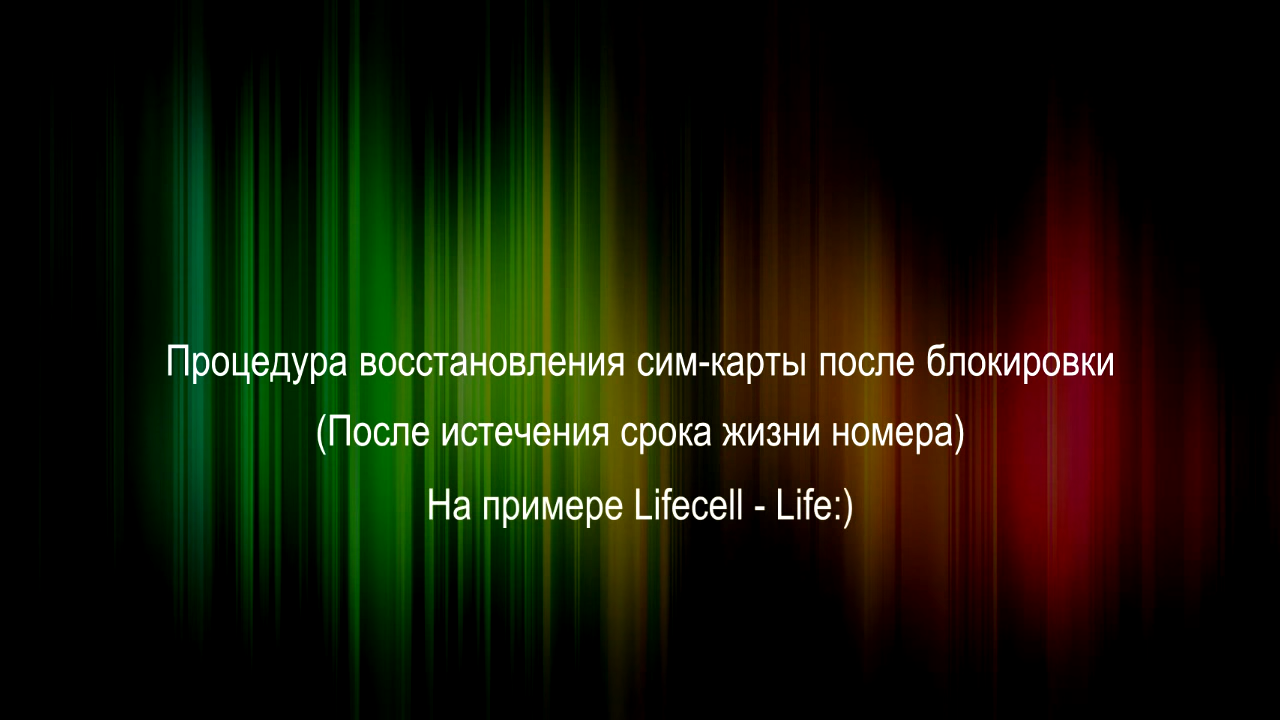 Процедура восстановления сим-карты после блокировки
(После истечения срока жизни номера)
На примере Lifecell - Life:)